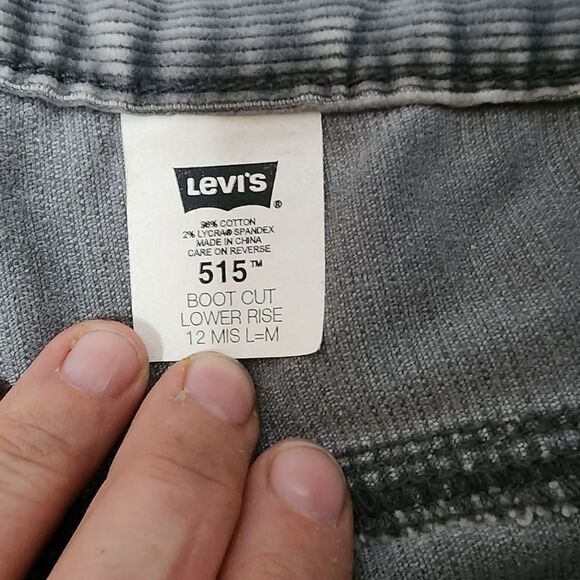 Levi's ®
98% COTTON
2% LYCRA® SPANDEX
MADE IN CHINA
CARE ON REVERSE
515™
BOOT CUT
LOWER RISE
12 MIS L=M